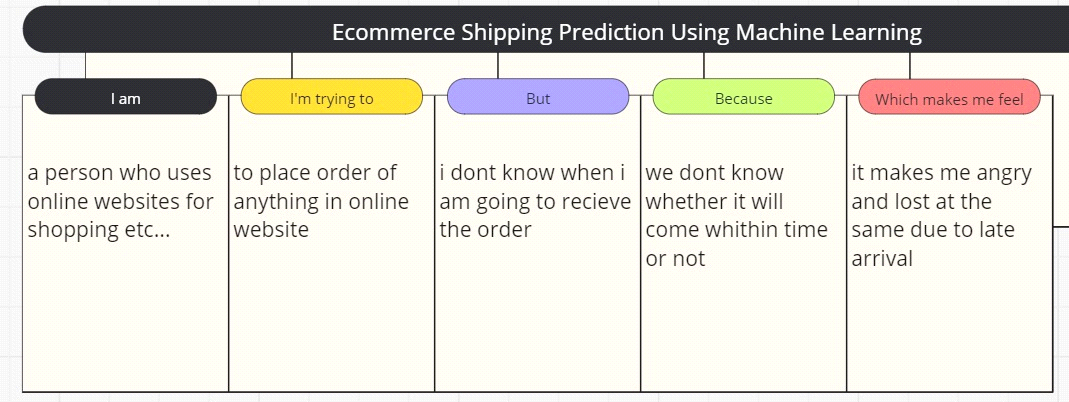 Ecommerce Shipping Prediction Using Machine Learning
I am
I'm trying to
But
Because
Which makes me feel
a person who uses
online websites for
shopping etc...
to place order of
anything in online
website
i dont know when i
am going to recieve
the order
we dont know
whether it will
come whithin time
or not
it makes me angry
and lost at the
same due to late
arrival